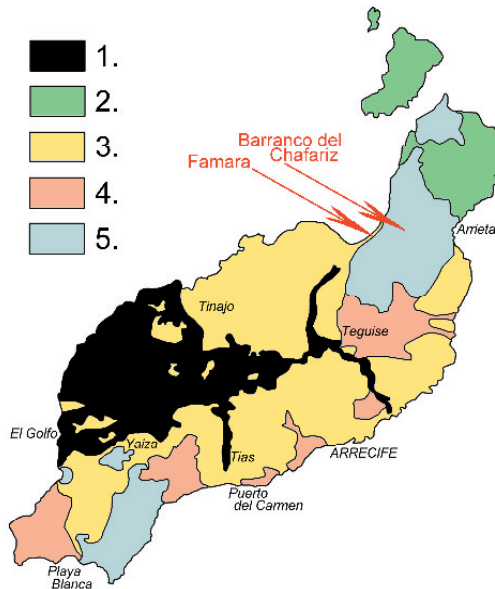 1.
2.
3.
4.
5.
Barranco del
Chafariz
Famara
Arrieta
Tinajo
Teguise
El Golfo
Yaiza
Tias
ARRECIFE
Puerto
del Carmen
Playa
Blanca